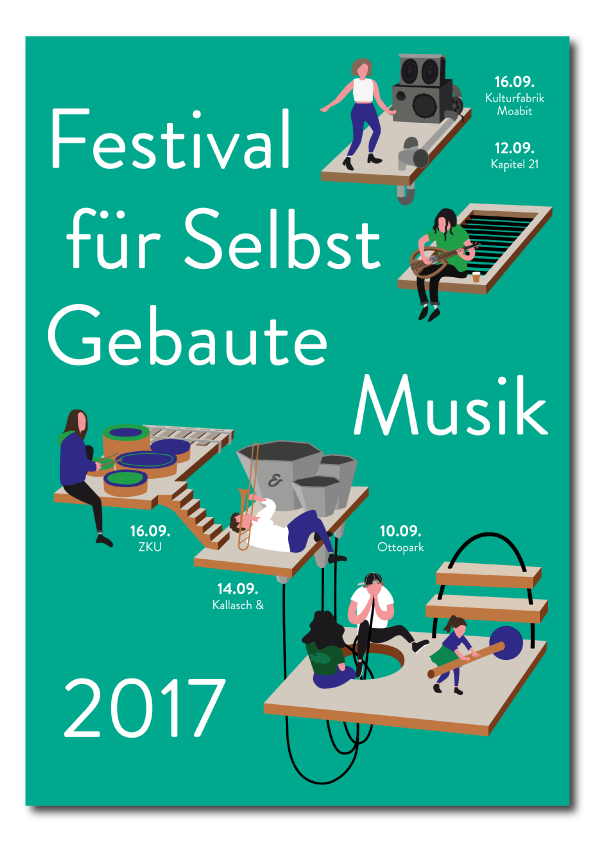 16.09.
Kulturfabrik
Moabit
12.09.
Kapitel 21
Festival
für Selbst
Gebaute
Musik
&
16.09.
ZKU
10.09.
Ottopark
14.09.
Kallasch &
2017